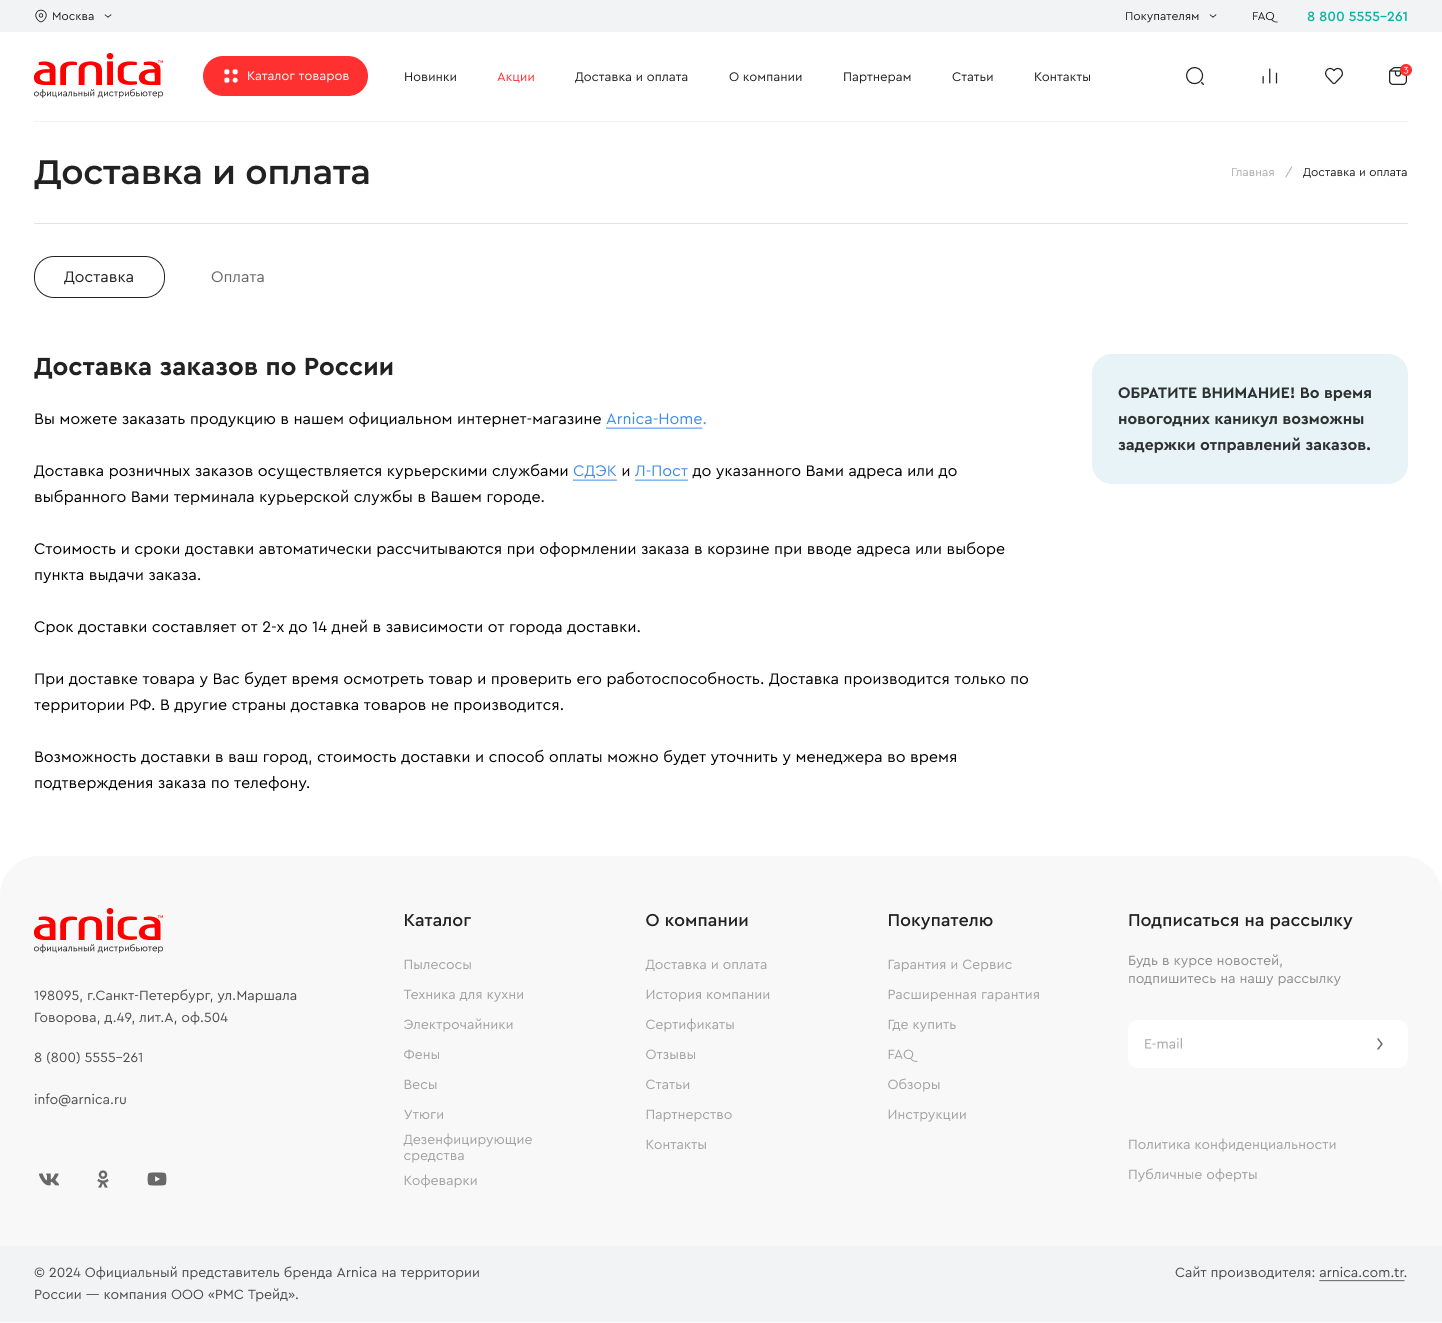 Москва
Покупателям
FAQ
8 800 5555-261
arnica™
официальный дистрибьютер
Каталог товаров
Новинки
Акции
Доставка и оплата
О компании
Партнерам
Статьи
Контакты
3
Доставка и оплата
Главная / Доставка и оплата
Доставка
Оплата
Доставка заказов по России
Вы можете заказать продукцию в нашем официальном интернет-магазине Arnica-Home.
Доставка розничных заказов осуществляется курьерскими службами СДЭК и Л-Пост до указанного Вами адреса или до
выбранного Вами терминала курьерской службы в Вашем городе.
Стоимость и сроки доставки автоматически рассчитываются при оформлении заказа в корзине при вводе адреса или выборе
пункта выдачи заказа.
Срок доставки составляет от 2-х до 14 дней в зависимости от города доставки.
При доставке товара у Вас будет время осмотреть товар и проверить его работоспособность. Доставка производится только по
территории РФ. В другие страны доставка товаров не производится.
Возможность доставки в ваш город, стоимость доставки и способ оплаты можно будет уточнить у менеджера во время
подтверждения заказа по телефону.
ОБРАТИТЕ ВНИМАНИЕ! Во время
новогодних каникул возможны
задержки отправлений заказов.
arnica™
официальный дистрибьютер
198095, г.Санкт-Петербург, ул.Маршала
Говорова, д.49, лит.А, оф.504
8 (800) 5555-261
info@arnica.ru
Каталог
Пылесосы
Техника для кухни
Электрочайники
Фены
Весы
Утюги
Дезенфицирующие
средства
Кофеварки
О компании
Доставка и оплата
История компании
Сертификаты
Отзывы
Статьи
Партнерство
Контакты
Покупателю
Гарантия и Сервис
Расширенная гарантия
Где купить
FAQ
Обзоры
Инструкции
Подписаться на рассылку
Будь в курсе новостей,
подпишитесь на нашу рассылку
E-mail
Политика конфиденциальности
Публичные оферты
© 2024 Официальный представитель бренда Arnica на территории
России — компания ООО «РМС Трейд».
Сайт производителя: arnica.com.tr.